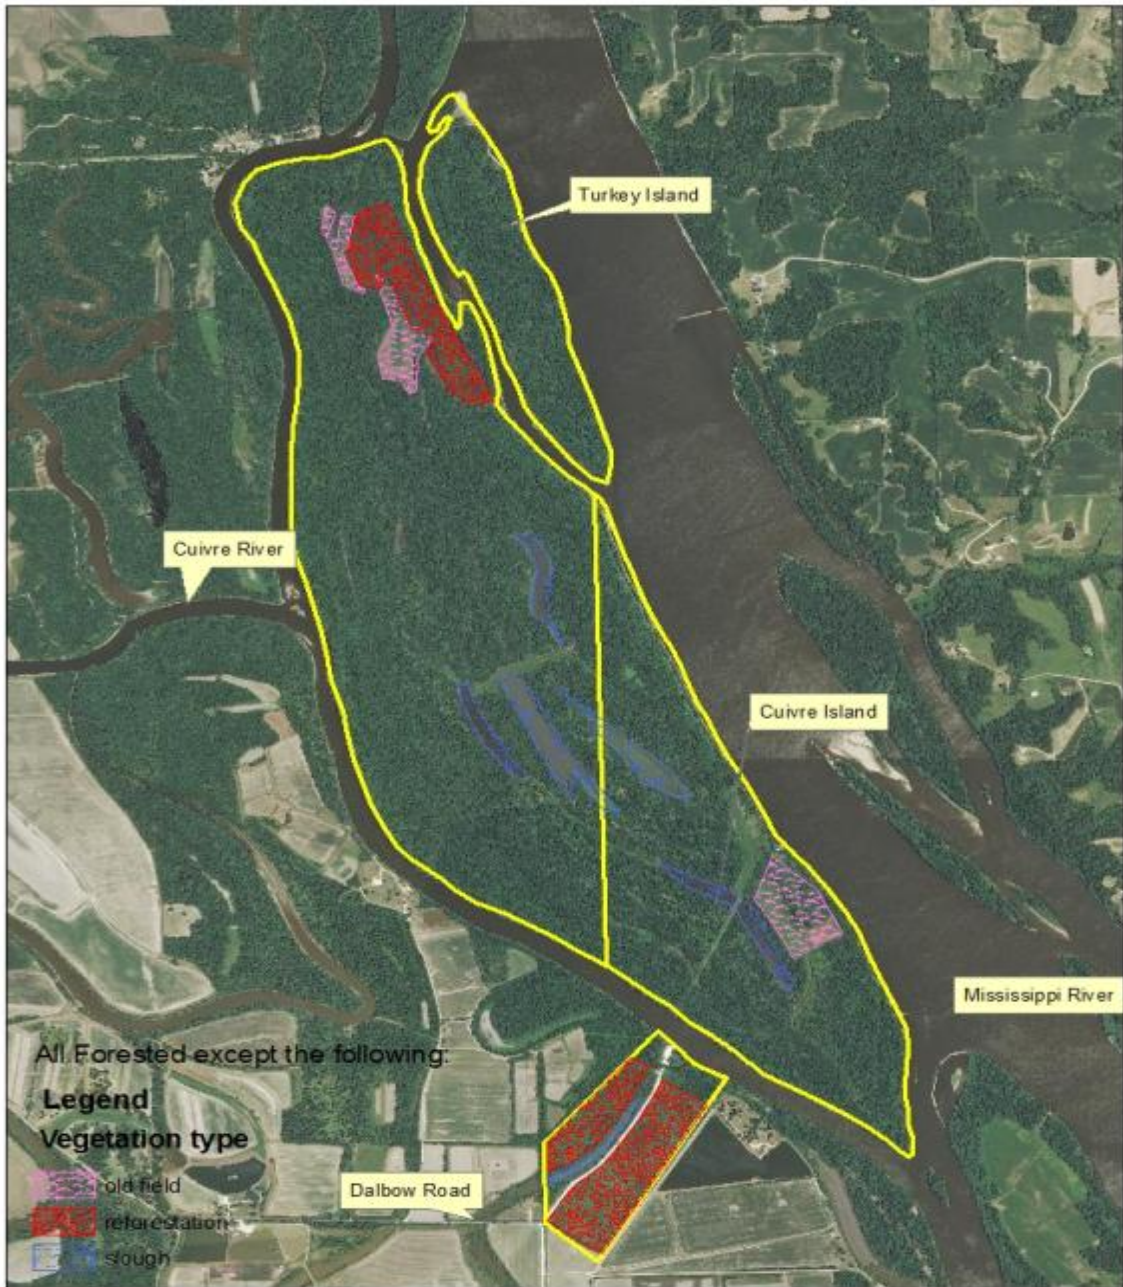 Turkey Island
Cuivre River
Cuivre Island
Mississippi River
All Forested except the following:
Legend
Vegetation type
old field
reforestation
slough
Dalbow Road